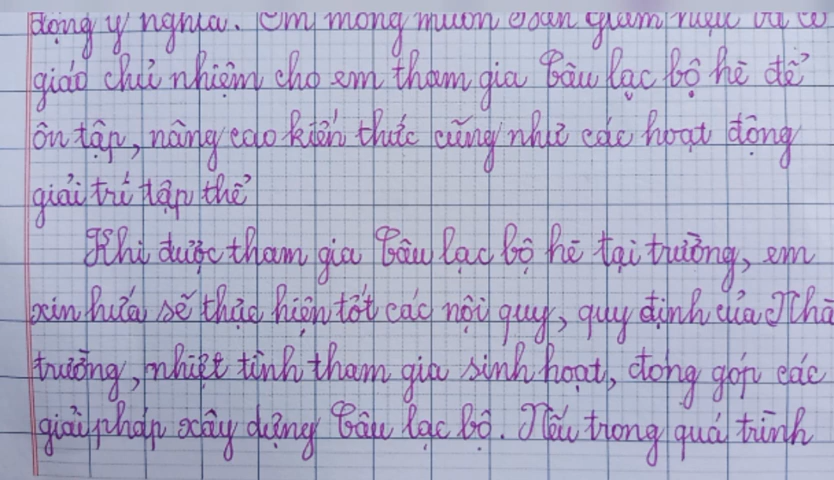 động ý nghĩa. Em mong muốn đoàn giám hiệu và cô
giáo chủ nhiệm cho em tham gia Câu lạc bộ hè để
ôn tập, nâng cao kiến thức cũng như các hoạt động
giải trí tập thể
Khi được tham gia Câu lạc bộ hè tại trường, em
xin hứa sẽ thực hiện tốt các nội quy, quy định của Nhà
trường, nhiệt tình tham gia sinh hoạt, đóng góp các
giải pháp xây dựng Câu lạc bộ. Nếu trong quá trình